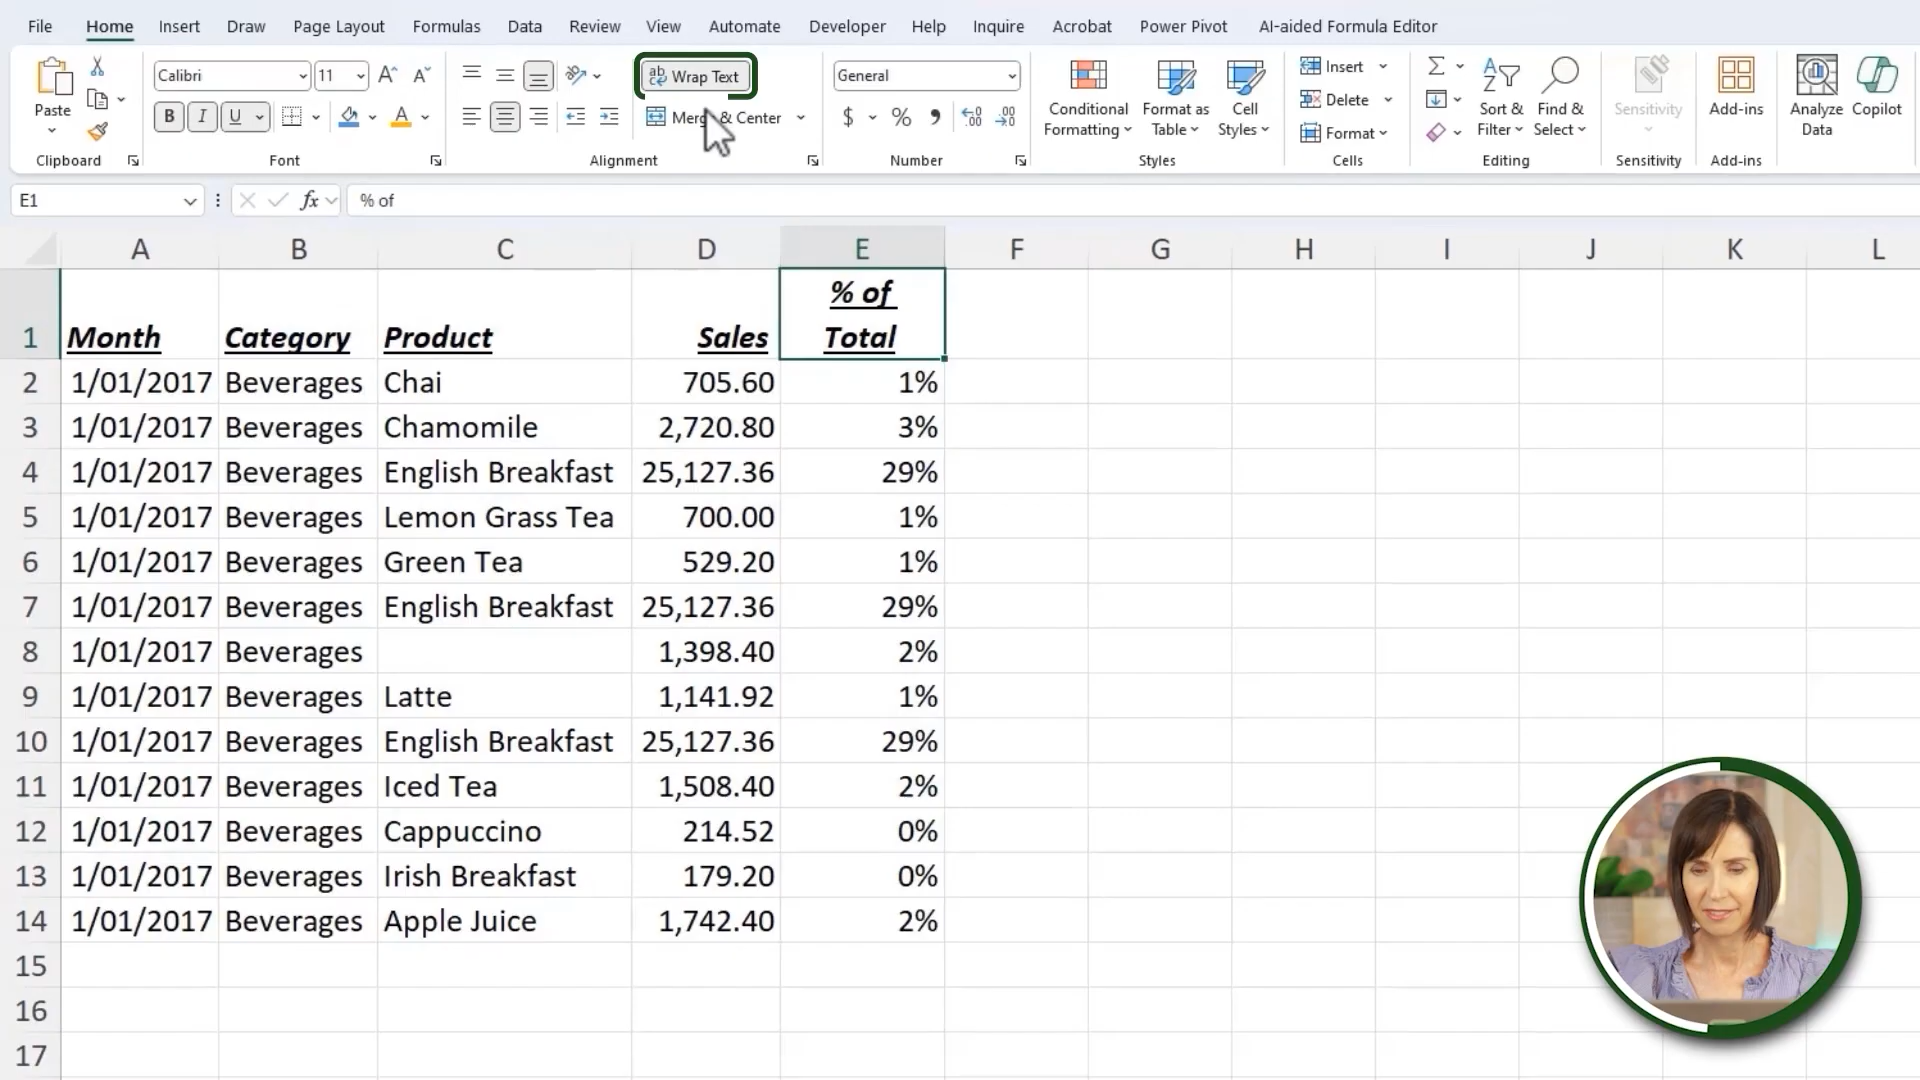 File Home Insert Draw Page Layout Formulas Data Review View Automate Developer Help Inquire Acrobat Power Pivot AI-aided Formula Editor
Paste
Clipboard
Calibri 11
B I U A
Font
ab Wrap Text
Merge & Center
Alignment
General
$ % ,
Number
Conditional Formatting
Format as Table
Cell Styles
Styles
Insert
Delete
Format
Cells
Sort & Filter
Find & Select
Editing
Sensitivity
Sensitivity
Add-ins
Add-ins
Analyze Data
Copilot
E1 fx % of
A B C D E F G H I J K L
% of
1 Month Category Product Sales Total
2 1/01/2017 Beverages Chai 705.60 1%
3 1/01/2017 Beverages Chamomile 2,720.80 3%
4 1/01/2017 Beverages English Breakfast 25,127.36 29%
5 1/01/2017 Beverages Lemon Grass Tea 700.00 1%
6 1/01/2017 Beverages Green Tea 529.20 1%
7 1/01/2017 Beverages English Breakfast 25,127.36 29%
8 1/01/2017 Beverages 1,398.40 2%
9 1/01/2017 Beverages Latte 1,141.92 1%
10 1/01/2017 Beverages English Breakfast 25,127.36 29%
11 1/01/2017 Beverages Iced Tea 1,508.40 2%
12 1/01/2017 Beverages Cappuccino 214.52 0%
13 1/01/2017 Beverages Irish Breakfast 179.20 0%
14 1/01/2017 Beverages Apple Juice 1,742.40 2%
15
16
17